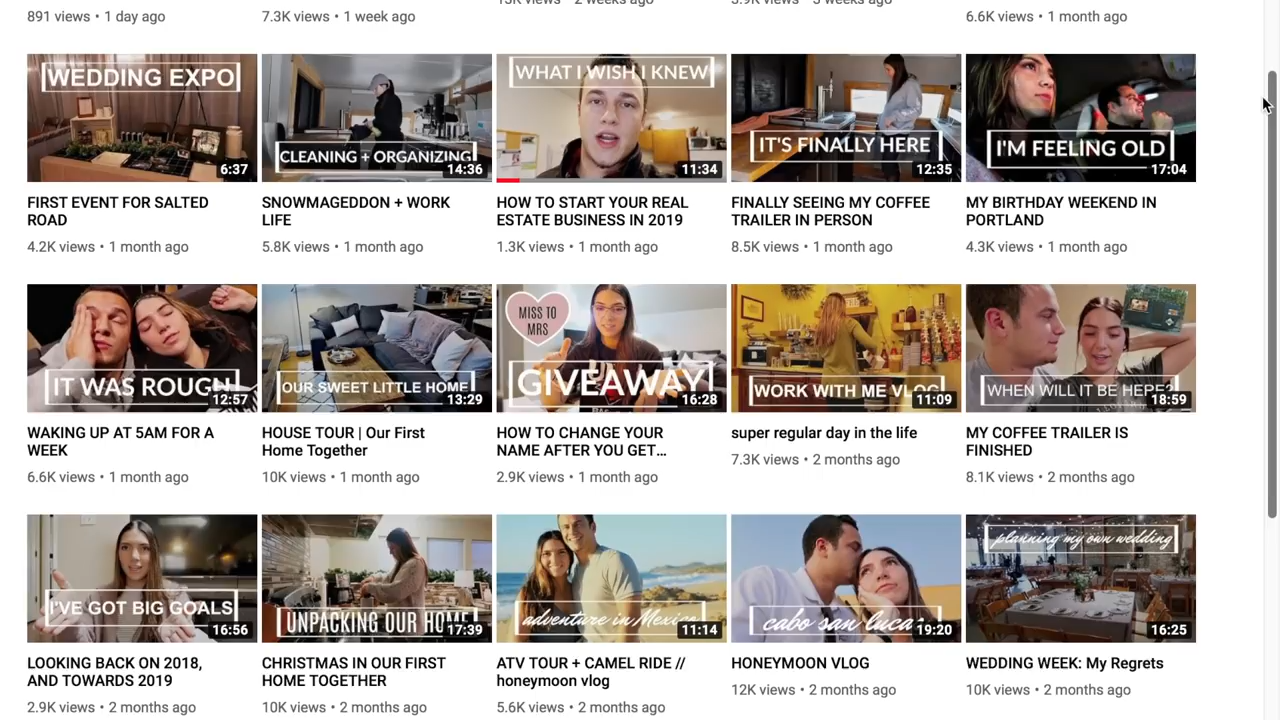 891 views • 1 day ago
7.3K views • 1 week ago
13K views • 2 weeks ago
3.9K views • 3 weeks ago
6.6K views • 1 month ago
WEDDING EXPO
6:37
CLEANING + ORGANIZING
14:36
WHAT I WISH I KNEW
11:34
IT'S FINALLY HERE
12:35
I'M FEELING OLD
17:04
FIRST EVENT FOR SALTED
ROAD
4.2K views • 1 month ago
SNOWMAGEDDON + WORK
LIFE
5.8K views • 1 month ago
HOW TO START YOUR REAL
ESTATE BUSINESS IN 2019
1.3K views • 1 month ago
FINALLY SEEING MY COFFEE
TRAILER IN PERSON
8.5K views • 1 month ago
MY BIRTHDAY WEEKEND IN
PORTLAND
4.3K views • 1 month ago
IT WAS ROUGH
12:57
OUR SWEET LITTLE HOME
13:29
MISS TO
MRS
GIVEAWAY
16:28
WORK WITH ME VLOG
11:09
WHEN WILL IT BE HERE?
18:59
WAKING UP AT 5AM FOR A
WEEK
6.6K views • 1 month ago
HOUSE TOUR | Our First
Home Together
10K views • 1 month ago
HOW TO CHANGE YOUR
NAME AFTER YOU GET...
2.9K views • 1 month ago
super regular day in the life
7.3K views • 2 months ago
MY COFFEE TRAILER IS
FINISHED
8.1K views • 2 months ago
I'VE GOT BIG GOALS
16:56
UNPACKING OUR HOME
17:39
adventure in Mexico
11:14
cabo san lucas
19:20
planning my own wedding
16:25
LOOKING BACK ON 2018,
AND TOWARDS 2019
2.9K views • 2 months ago
CHRISTMAS IN OUR FIRST
HOME TOGETHER
10K views • 2 months ago
ATV TOUR + CAMEL RIDE //
honeymoon vlog
5.6K views • 2 months ago
HONEYMOON VLOG
12K views • 2 months ago
WEDDING WEEK: My Regrets
10K views • 2 months ago